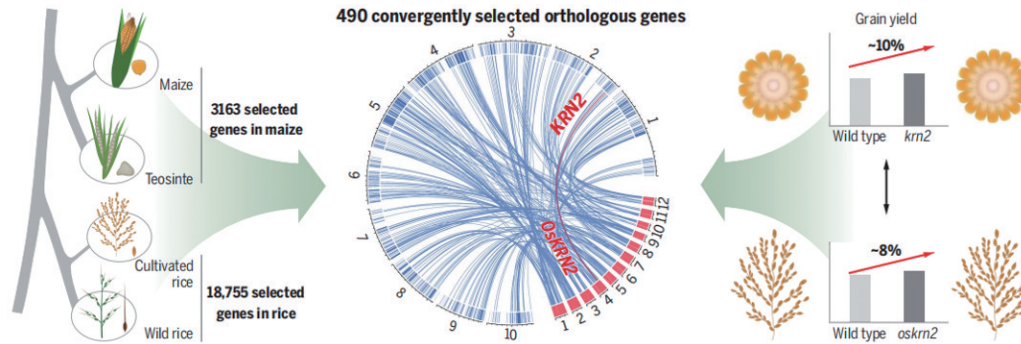 490 convergently selected orthologous genes
Maize
3163 selected
genes in maize
Teosinte
Cultivated
rice
18,755 selected
genes in rice
Wild rice
1
2
3
4
5
6
7
8
9
10
KRN2
OsKRN2
1
2
3
4
5
6
7
8
9
10
11
12
Grain yield
~10%
Wild type krn2
~8%
Wild type oskrn2